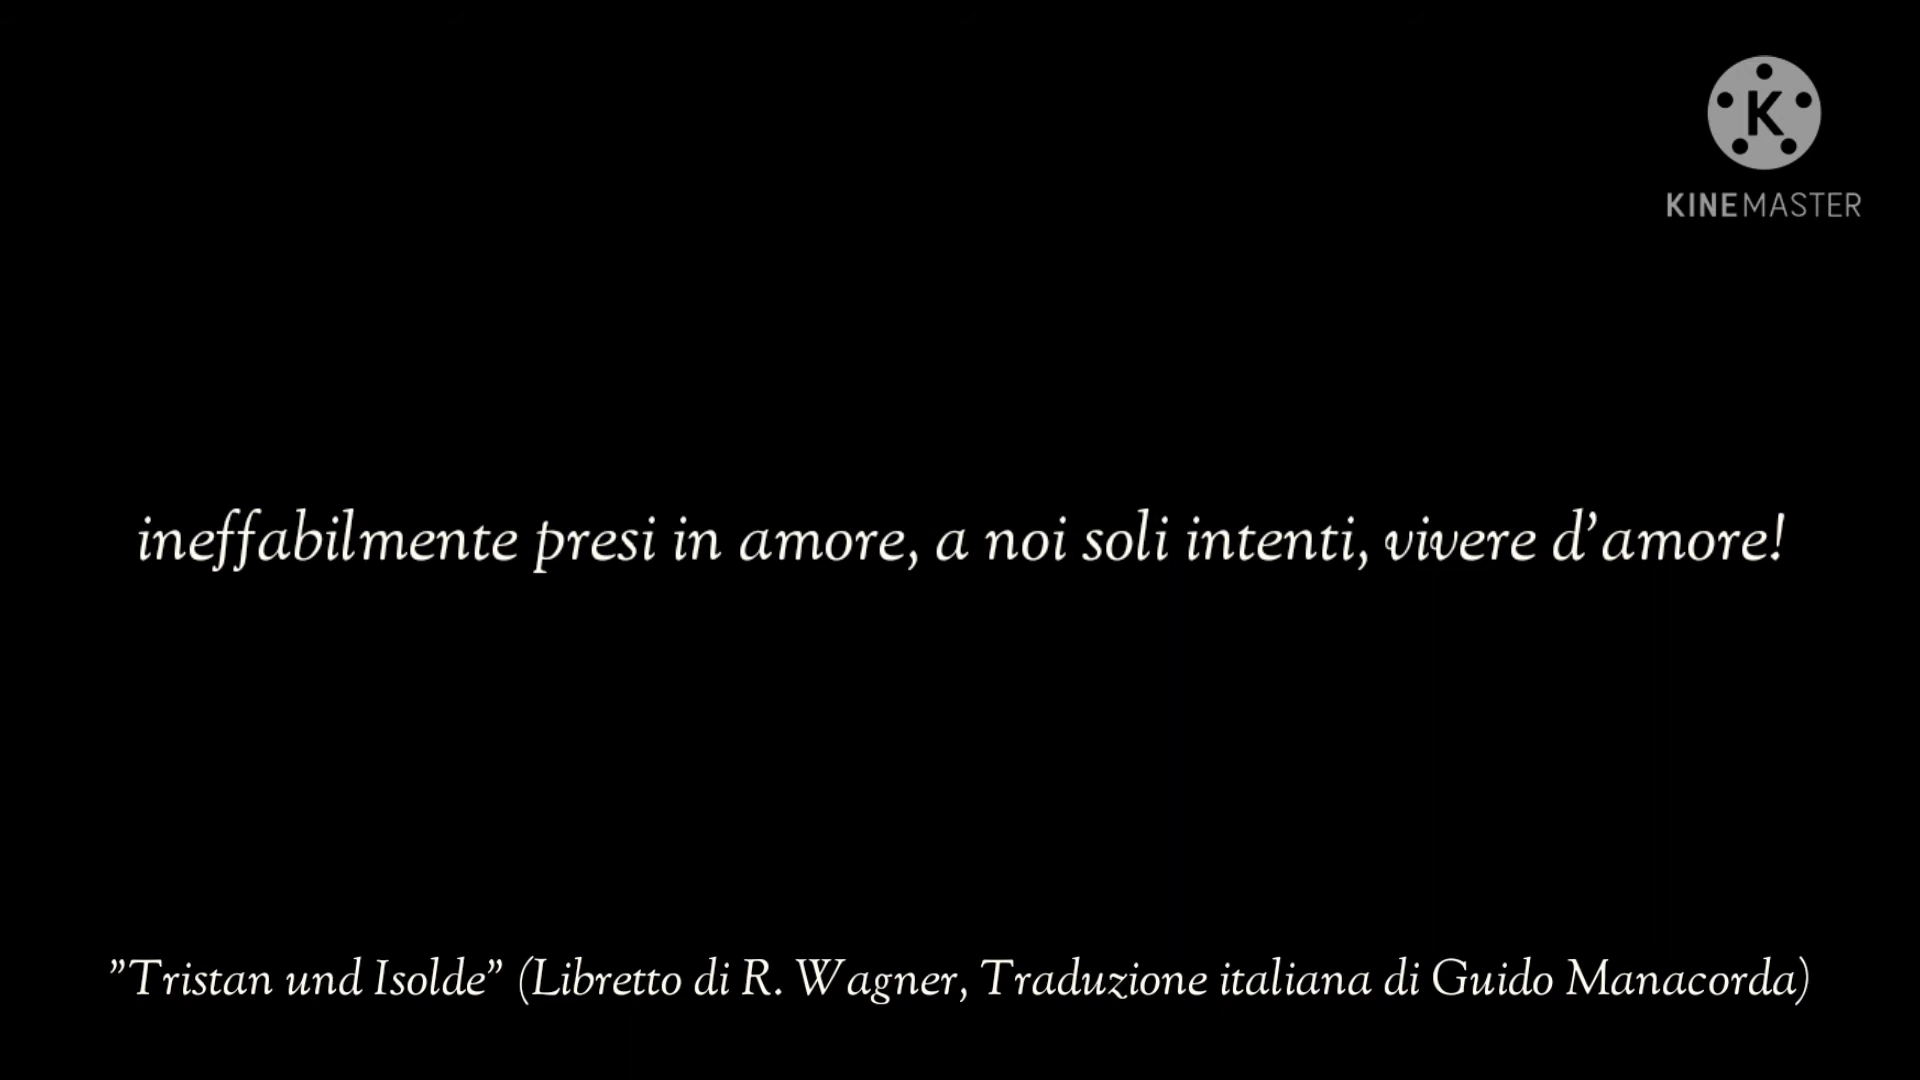 K
KINEMASTER
ineffabilmente presi in amore, a noi soli intenti, vivere d’amore!
”Tristan und Isolde” (Libretto di R. Wagner, Traduzione italiana di Guido Manacorda)